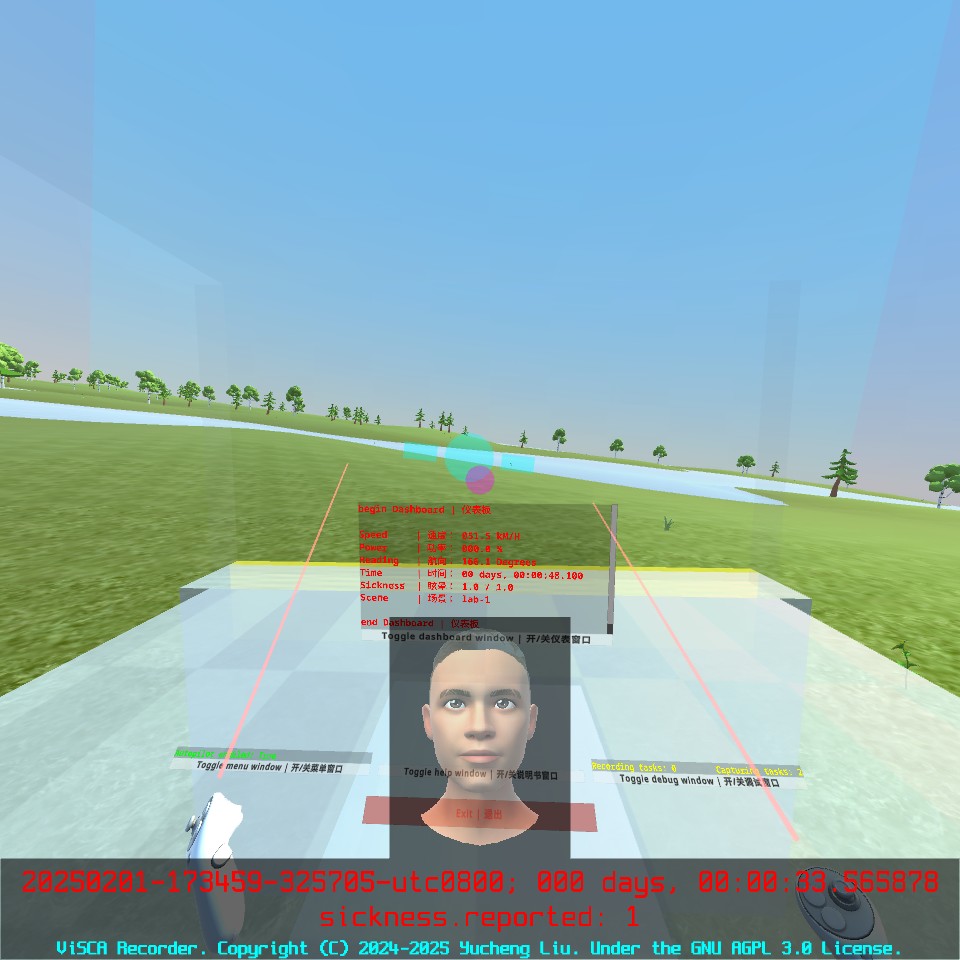 begin Dashboard | 仪表板
Speed | 速度: 851.5 KM/H
Power | 功率: 000.0 %
Heading | 航向: 166.1 Degrees
Time | 时间: 00 days, 00:00:48.100
Sickness | 眩晕: 1.0 / 1.0
Scene | 场景: lab-1
end Dashboard | 仪表板
Toggle dashboard window | 开/关仪表窗口
Toggle menu window | 开/关菜单窗口
Toggle help window | 开/关说明书窗口
Recording tasks: 0 Capturing tasks: 2
Toggle debug window | 开/关调试窗口
Exit | 退出
20250201-173459-325705-utc0800; 000 days, 00:00:33.565878
sickness.reported: 1
ViSCA Recorder. Copyright (C) 2024-2025 Yucheng Liu. Under the GNU AGPL 3.0 License.